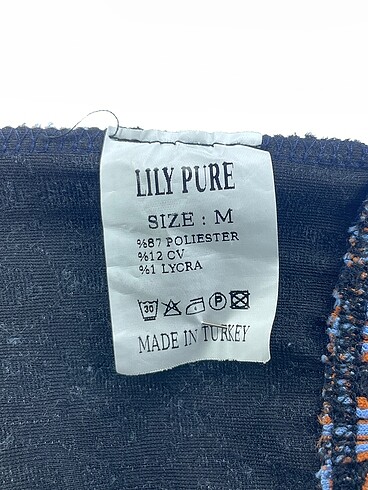 LILY PURE
SIZE : M
%87 POLIESTER
%12 CV
%1 LYCRA
30 P
MADE IN TURKEY